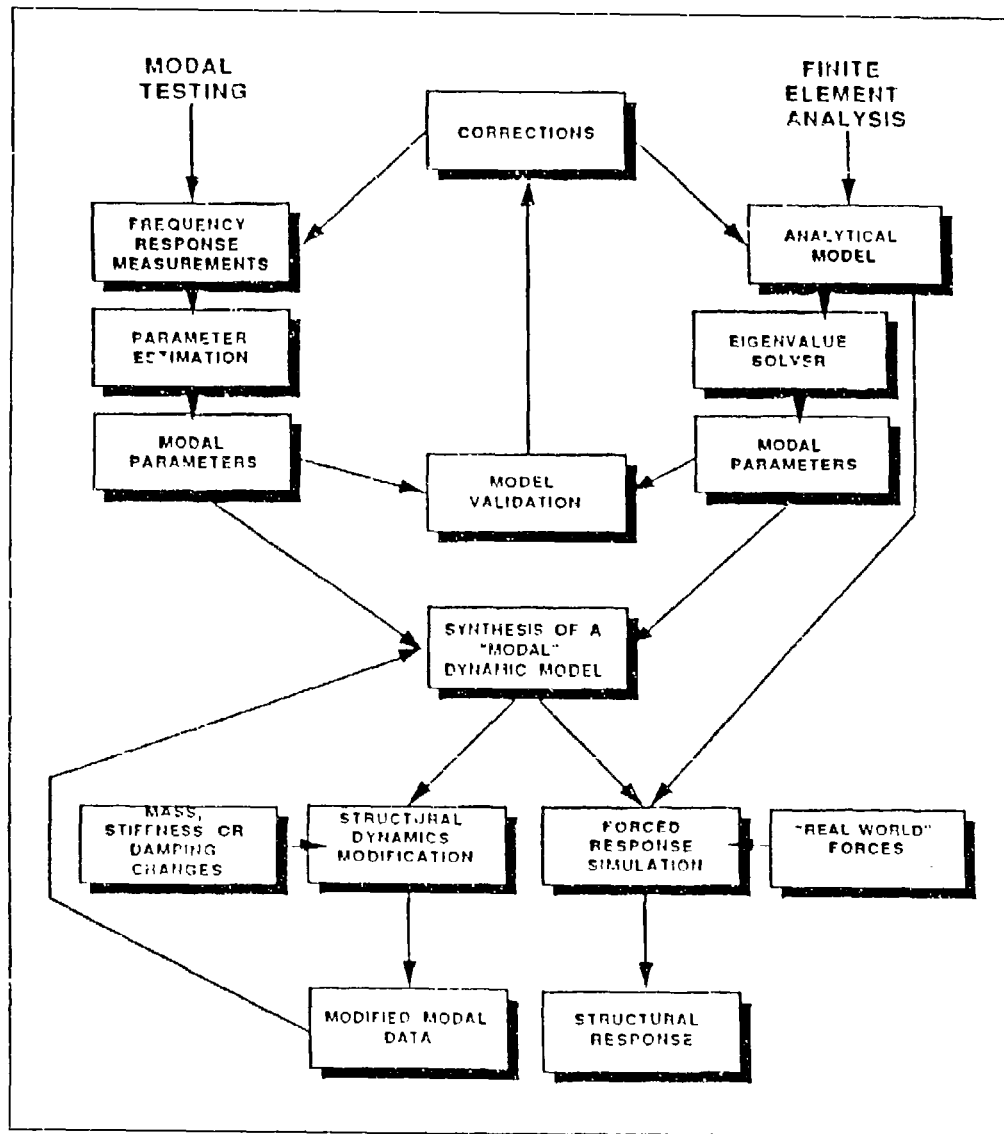 MODAL
TESTING
FINITE
ELEMENT
ANALYSIS
CORRECTIONS
FREQUENCY
RESPONSE
MEASUREMENTS
ANALYTICAL
MODEL
PARAMETER
ESTIMATION
EIGENVALUE
SOLVER
MODAL
PARAMETERS
MODEL
VALIDATION
MODAL
PARAMETERS
SYNTHESIS OF A
"MODAL"
DYNAMIC MODEL
MASS,
STIFFNESS OR
DAMPING
CHANGES
STRUCTURAL
DYNAMICS
MODIFICATION
FORCED
RESPONSE
SIMULATION
"REAL WORLD"
FORCES
MODIFIED MODAL
DATA
STRUCTURAL
RESPONSE